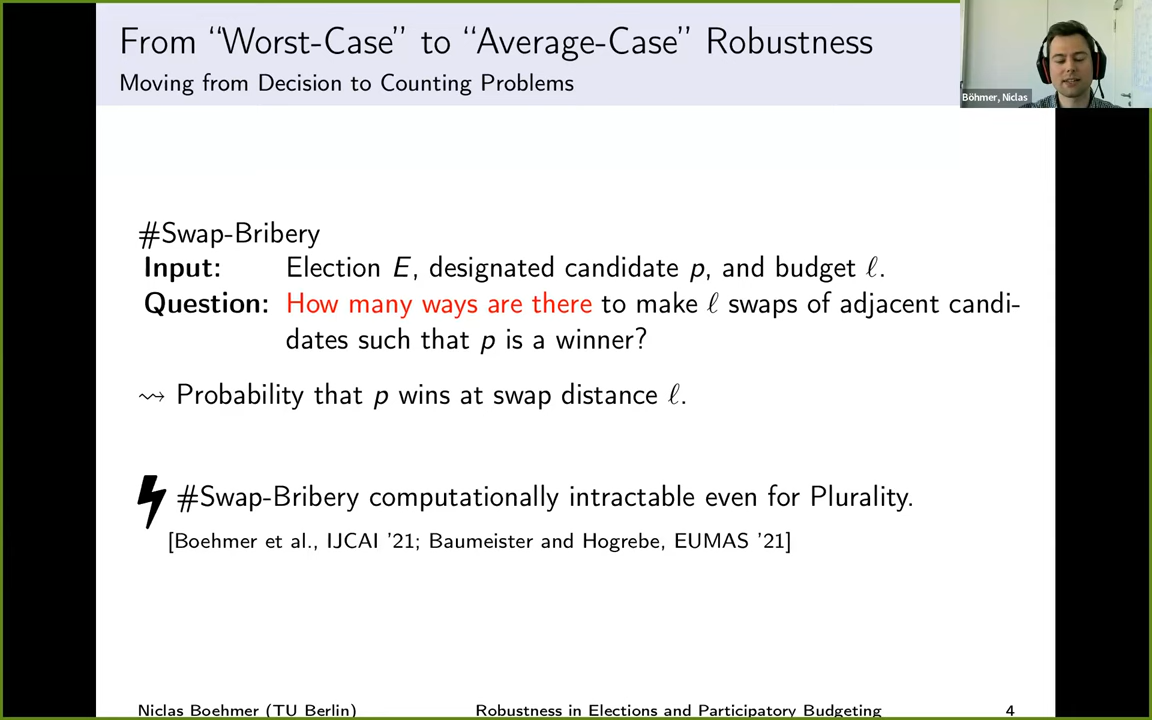 From “Worst-Case” to “Average-Case” Robustness
Moving from Decision to Counting Problems
Böhmer, Niclas
#Swap-Bribery
Input: Election E, designated candidate p, and budget ℓ.
Question: How many ways are there to make ℓ swaps of adjacent candi-
dates such that p is a winner?
⇝ Probability that p wins at swap distance ℓ.
#Swap-Bribery computationally intractable even for Plurality.
[Boehmer et al., IJCAI ’21; Baumeister and Hogrebe, EUMAS ’21]
Niclas Boehmer (TU Berlin) Robustness in Elections and Participatory Budgeting 4